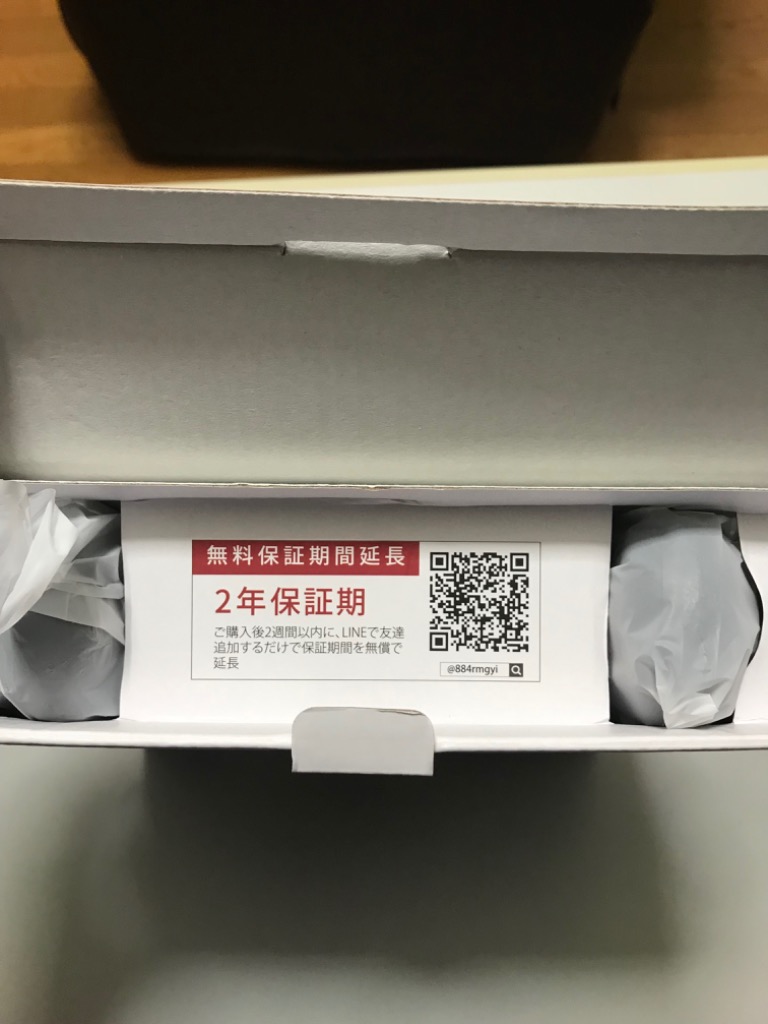 無料保証期間延長
2年保証期
ご購入後2週間以内に、LINEで友達
追加するだけで保証期間を無償で
延長
@884rmgyi